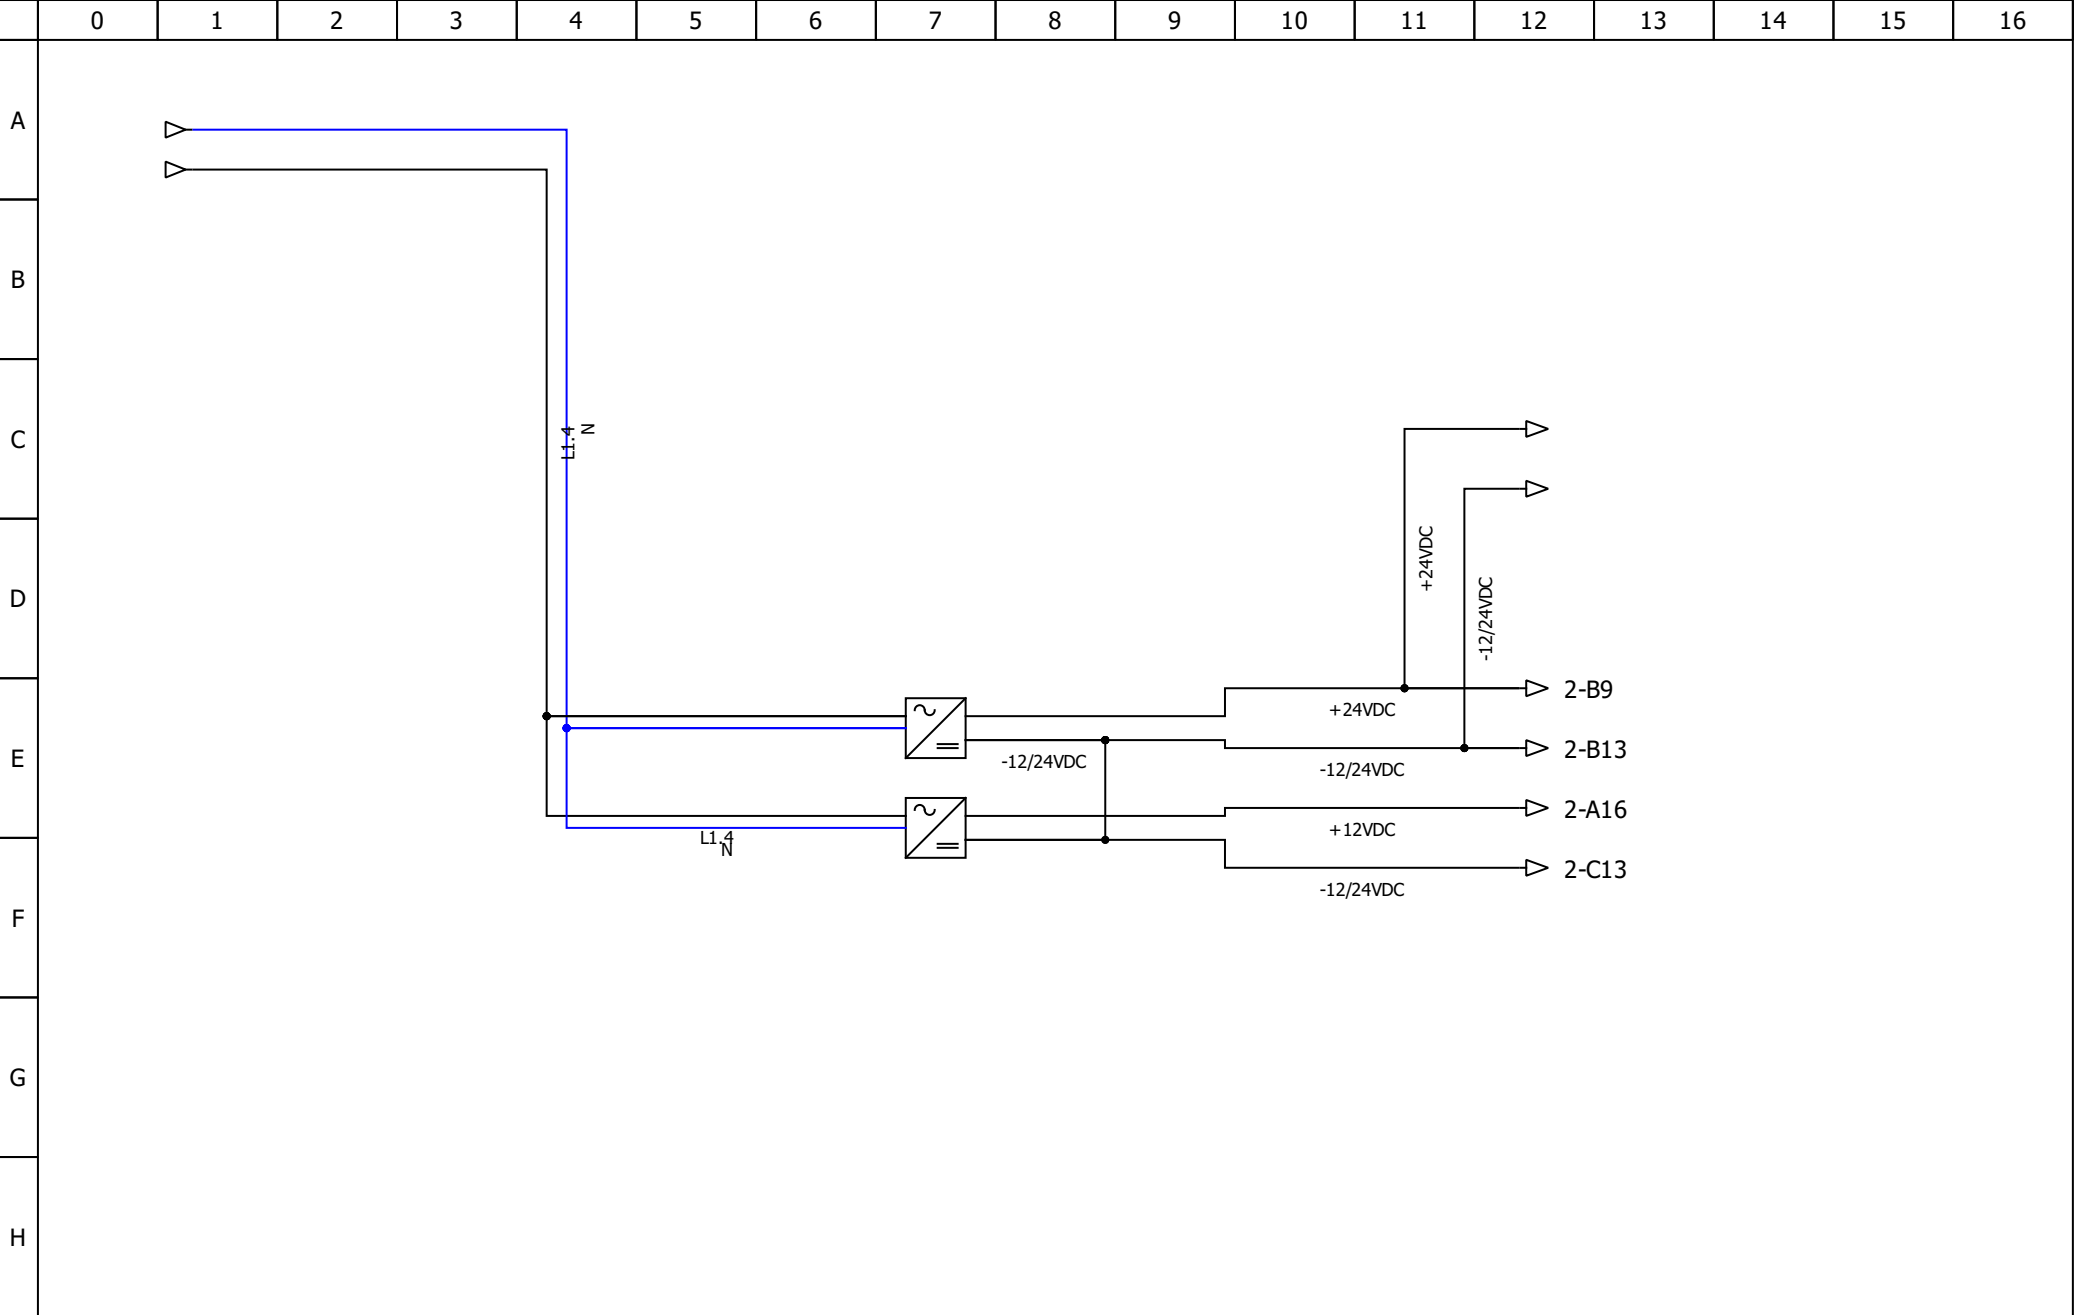 0 1 2 3 4 5 6 7 8 9 10 11 12 13 14 15 16
A
B
C
L1.4
N
D
+24VDC
-12/24VDC
2-B9
+24VDC
E
2-B13
-12/24VDC
-12/24VDC
2-A16
+12VDC
L1.4
N
2-C13
-12/24VDC
F
G
H